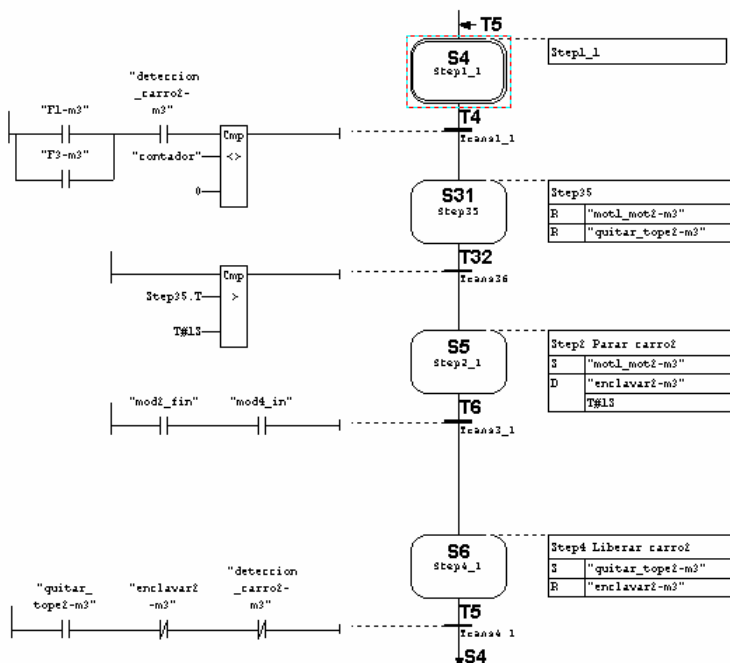 T5
S4
Step1_1
Step1_1
"deteccion
_carro2-
m3"
"F1-m3"
"F3-m3"
Cmp
<>
"contador"
0
T4
Trans1_1
S31
Step35
Step35
R "mot1_mot2-m3"
R "quitar_tope2-m3"
T32
Trans36
Cmp
>
Step35.T
T#1S
S5
Step2_1
Step2 Parar carro2
S "mot1_mot2-m3"
D "enclavar2-m3"
T#1S
"mod2_fin" "mod4_in"
T6
Trans3_1
S6
Step4_1
Step4 Liberar carro2
S "quitar_tope2-m3"
R "enclavar2-m3"
"quitar_
tope2-m3"
"enclavar2
-m3"
"deteccion
_carro2-
m3"
T5
Trans4_1
S4